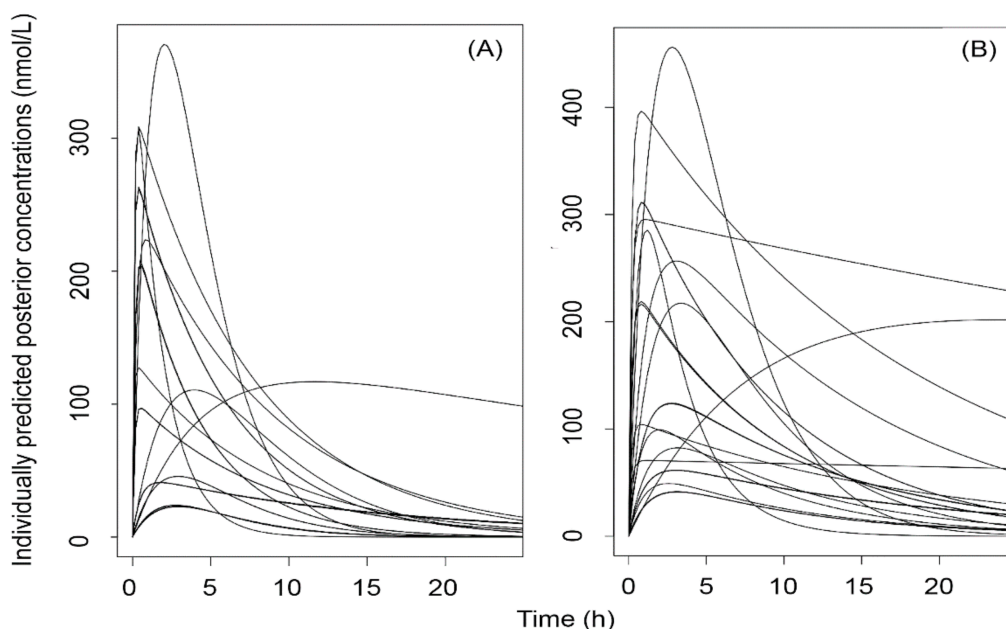 Individually predicted posterior concentrations (nmol/L)
(A)
300
200
100
0
0 5 10 15 20
(B)
400
300
200
100
0
0 5 10 15 20
Time (h)